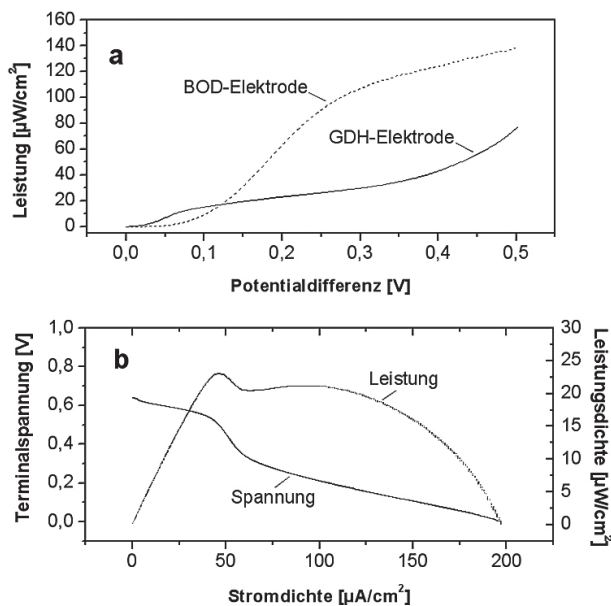 a
Leistung [µW/cm²]
160
140
120
100
80
60
40
20
0
BOD-Elektrode
GDH-Elektrode
0,0 0,1 0,2 0,3 0,4 0,5
Potentialdifferenz [V]
b
Terminalspannung [V]
1,0
0,8
0,6
0,4
0,2
0,0
Leistung
Spannung
30
25
20
15
10
5
0
Leistungsdichte [µW/cm²]
0 50 100 150 200
Stromdichte [µA/cm²]